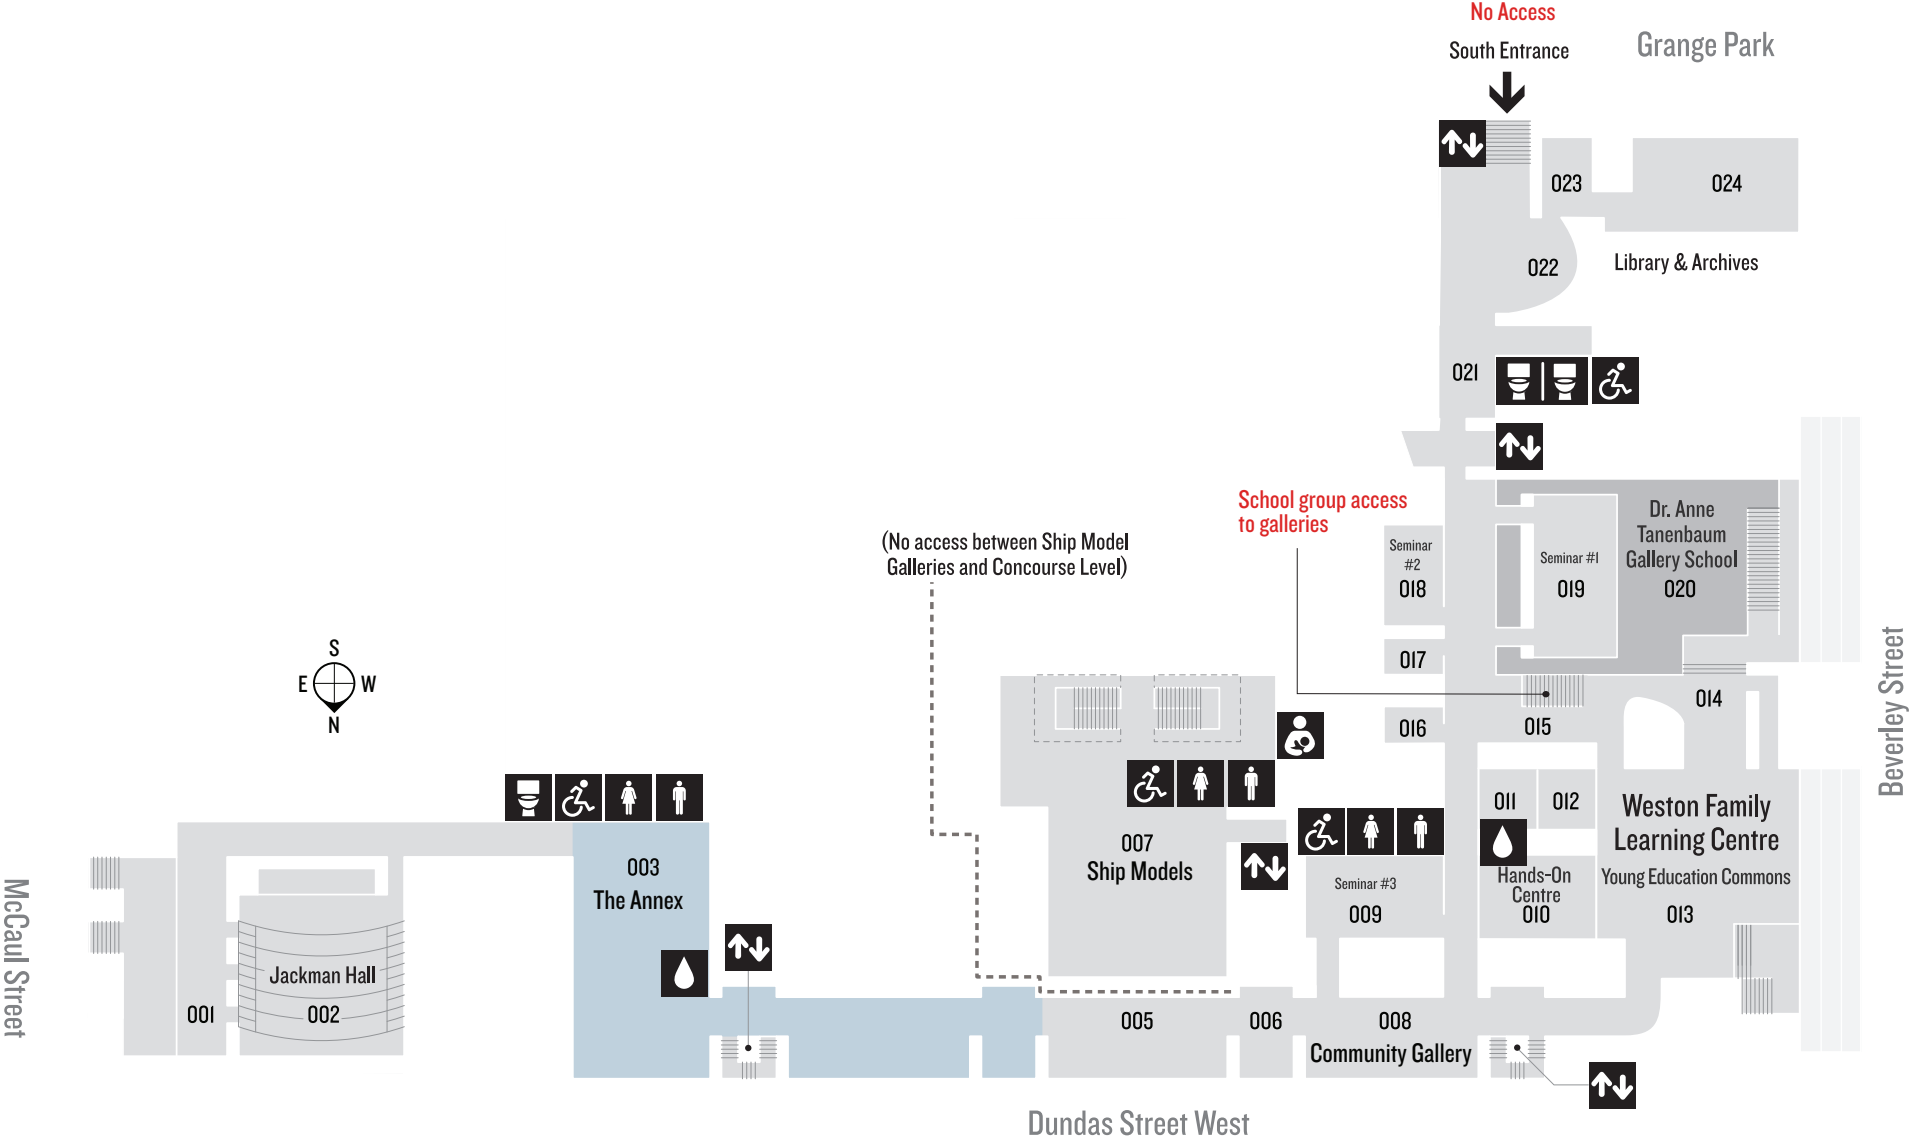 No Access
South Entrance
Grange Park
023
024
022
Library & Archives
021
School group access
to galleries
(No access between Ship Model
Galleries and Concourse Level)
Seminar
#2
018
Seminar #1
019
Dr. Anne
Tanenbaum
Gallery School
020
017
016
015
014
Beverley Street
S
E
W
N
011
012
Weston Family
Learning Centre
Young Education Commons
013
Hands-On
Centre
010
007
Ship Models
Seminar #3
009
003
The Annex
McCaul Street
Jackman Hall
001
002
005
006
008
Community Gallery
Dundas Street West